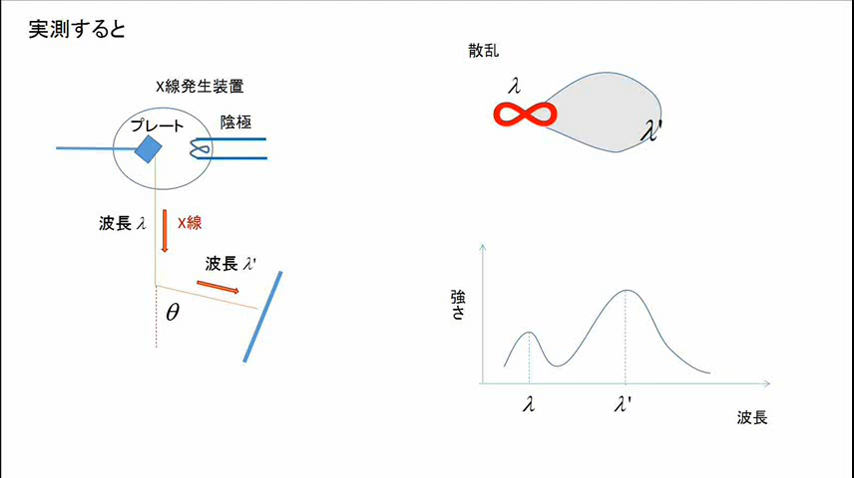 実測すると
X線発生装置
プレート
陰極
波長 λ
X線
波長 λ'
θ
散乱
λ
λ'
強さ
λ
λ'
波長